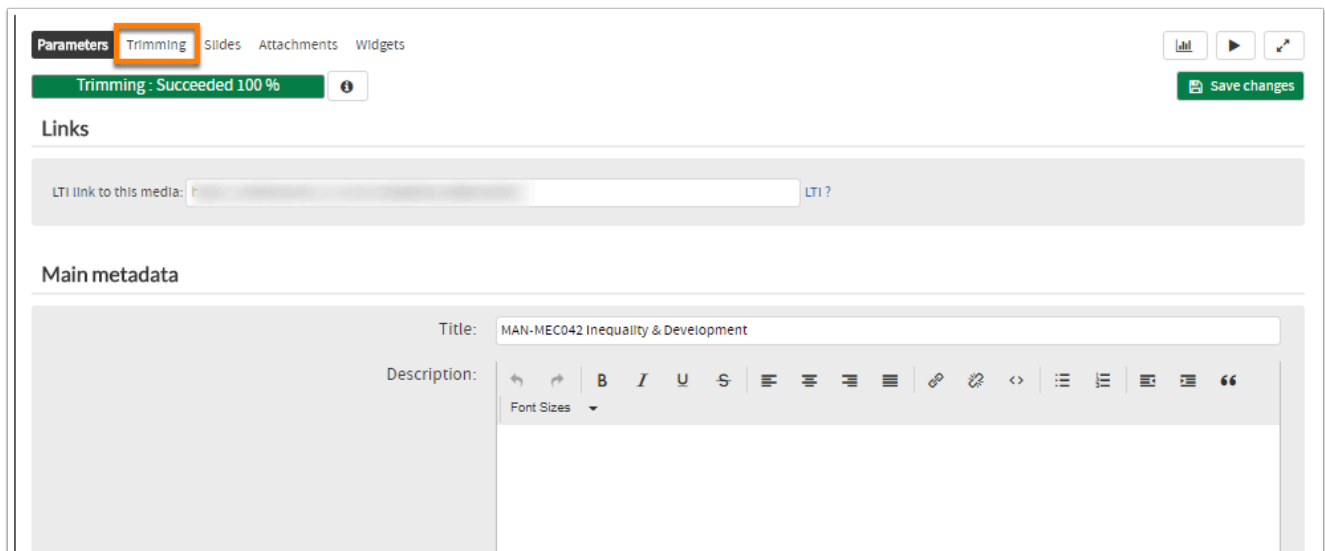 Parameters Trimming Slides Attachments Widgets
Trimming : Succeeded 100 %
Save changes
Links
LTI link to this media:
LTI ?
Main metadata
Title: MAN-MEC042 Inequality & Development
Description:
B I U S
Font Sizes